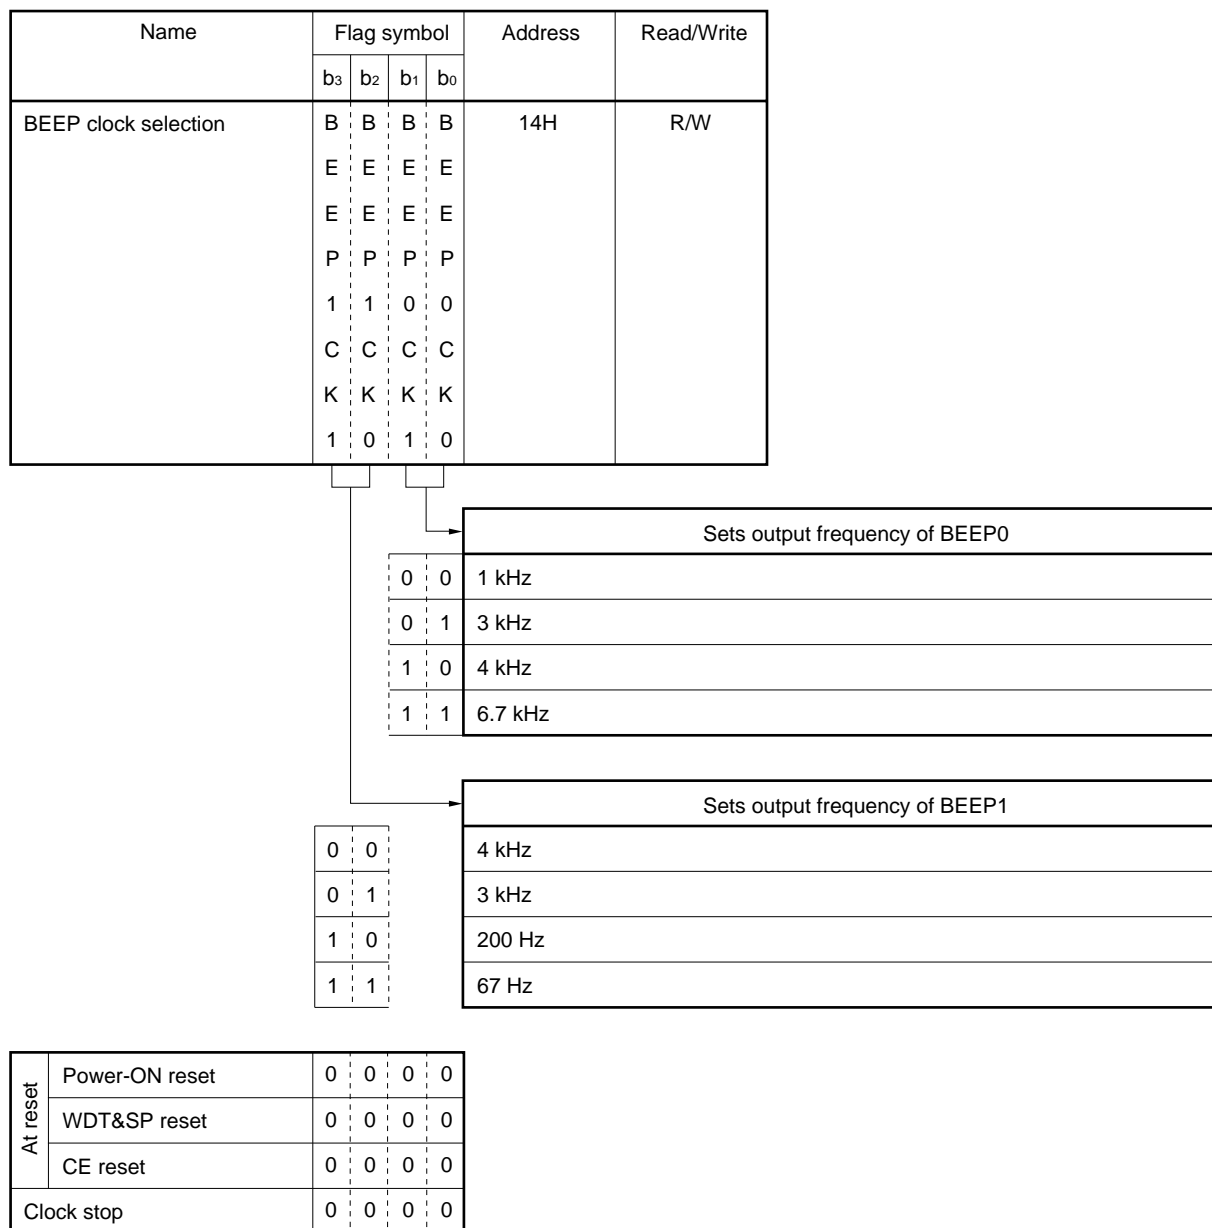 Name Flag symbol Address Read/Write
b3 b2 b1 b0
BEEP clock selection B B B B 14H R/W
E E E E
E E E E
P P P P
1 1 0 0
C C C C
K K K K
1 0 1 0
Sets output frequency of BEEP0
0 0 1 kHz
0 1 3 kHz
1 0 4 kHz
1 1 6.7 kHz
Sets output frequency of BEEP1
0 0 4 kHz
0 1 3 kHz
1 0 200 Hz
1 1 67 Hz
At reset
Power-ON reset 0 0 0 0
WDT&SP reset 0 0 0 0
CE reset 0 0 0 0
Clock stop 0 0 0 0